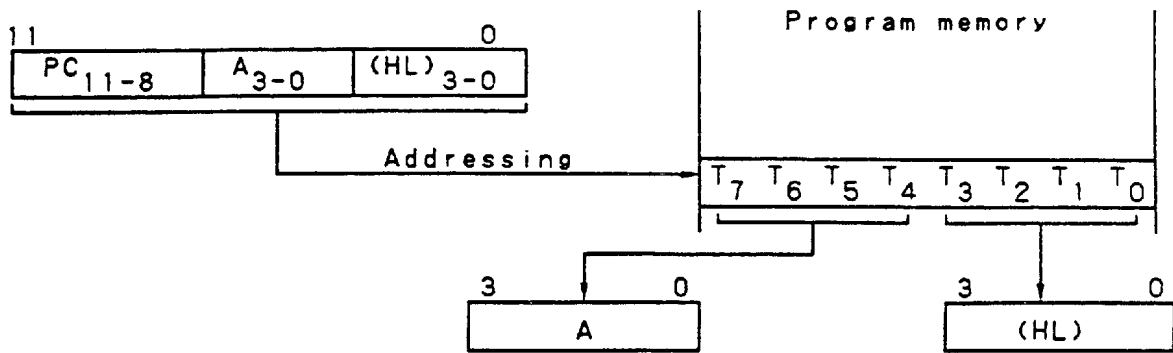 Program memory
11 0
PC11-8 A3-0 (HL)3-0
Addressing
T7 T6 T5 T4 T3 T2 T1 T0
3 0 3 0
A (HL)